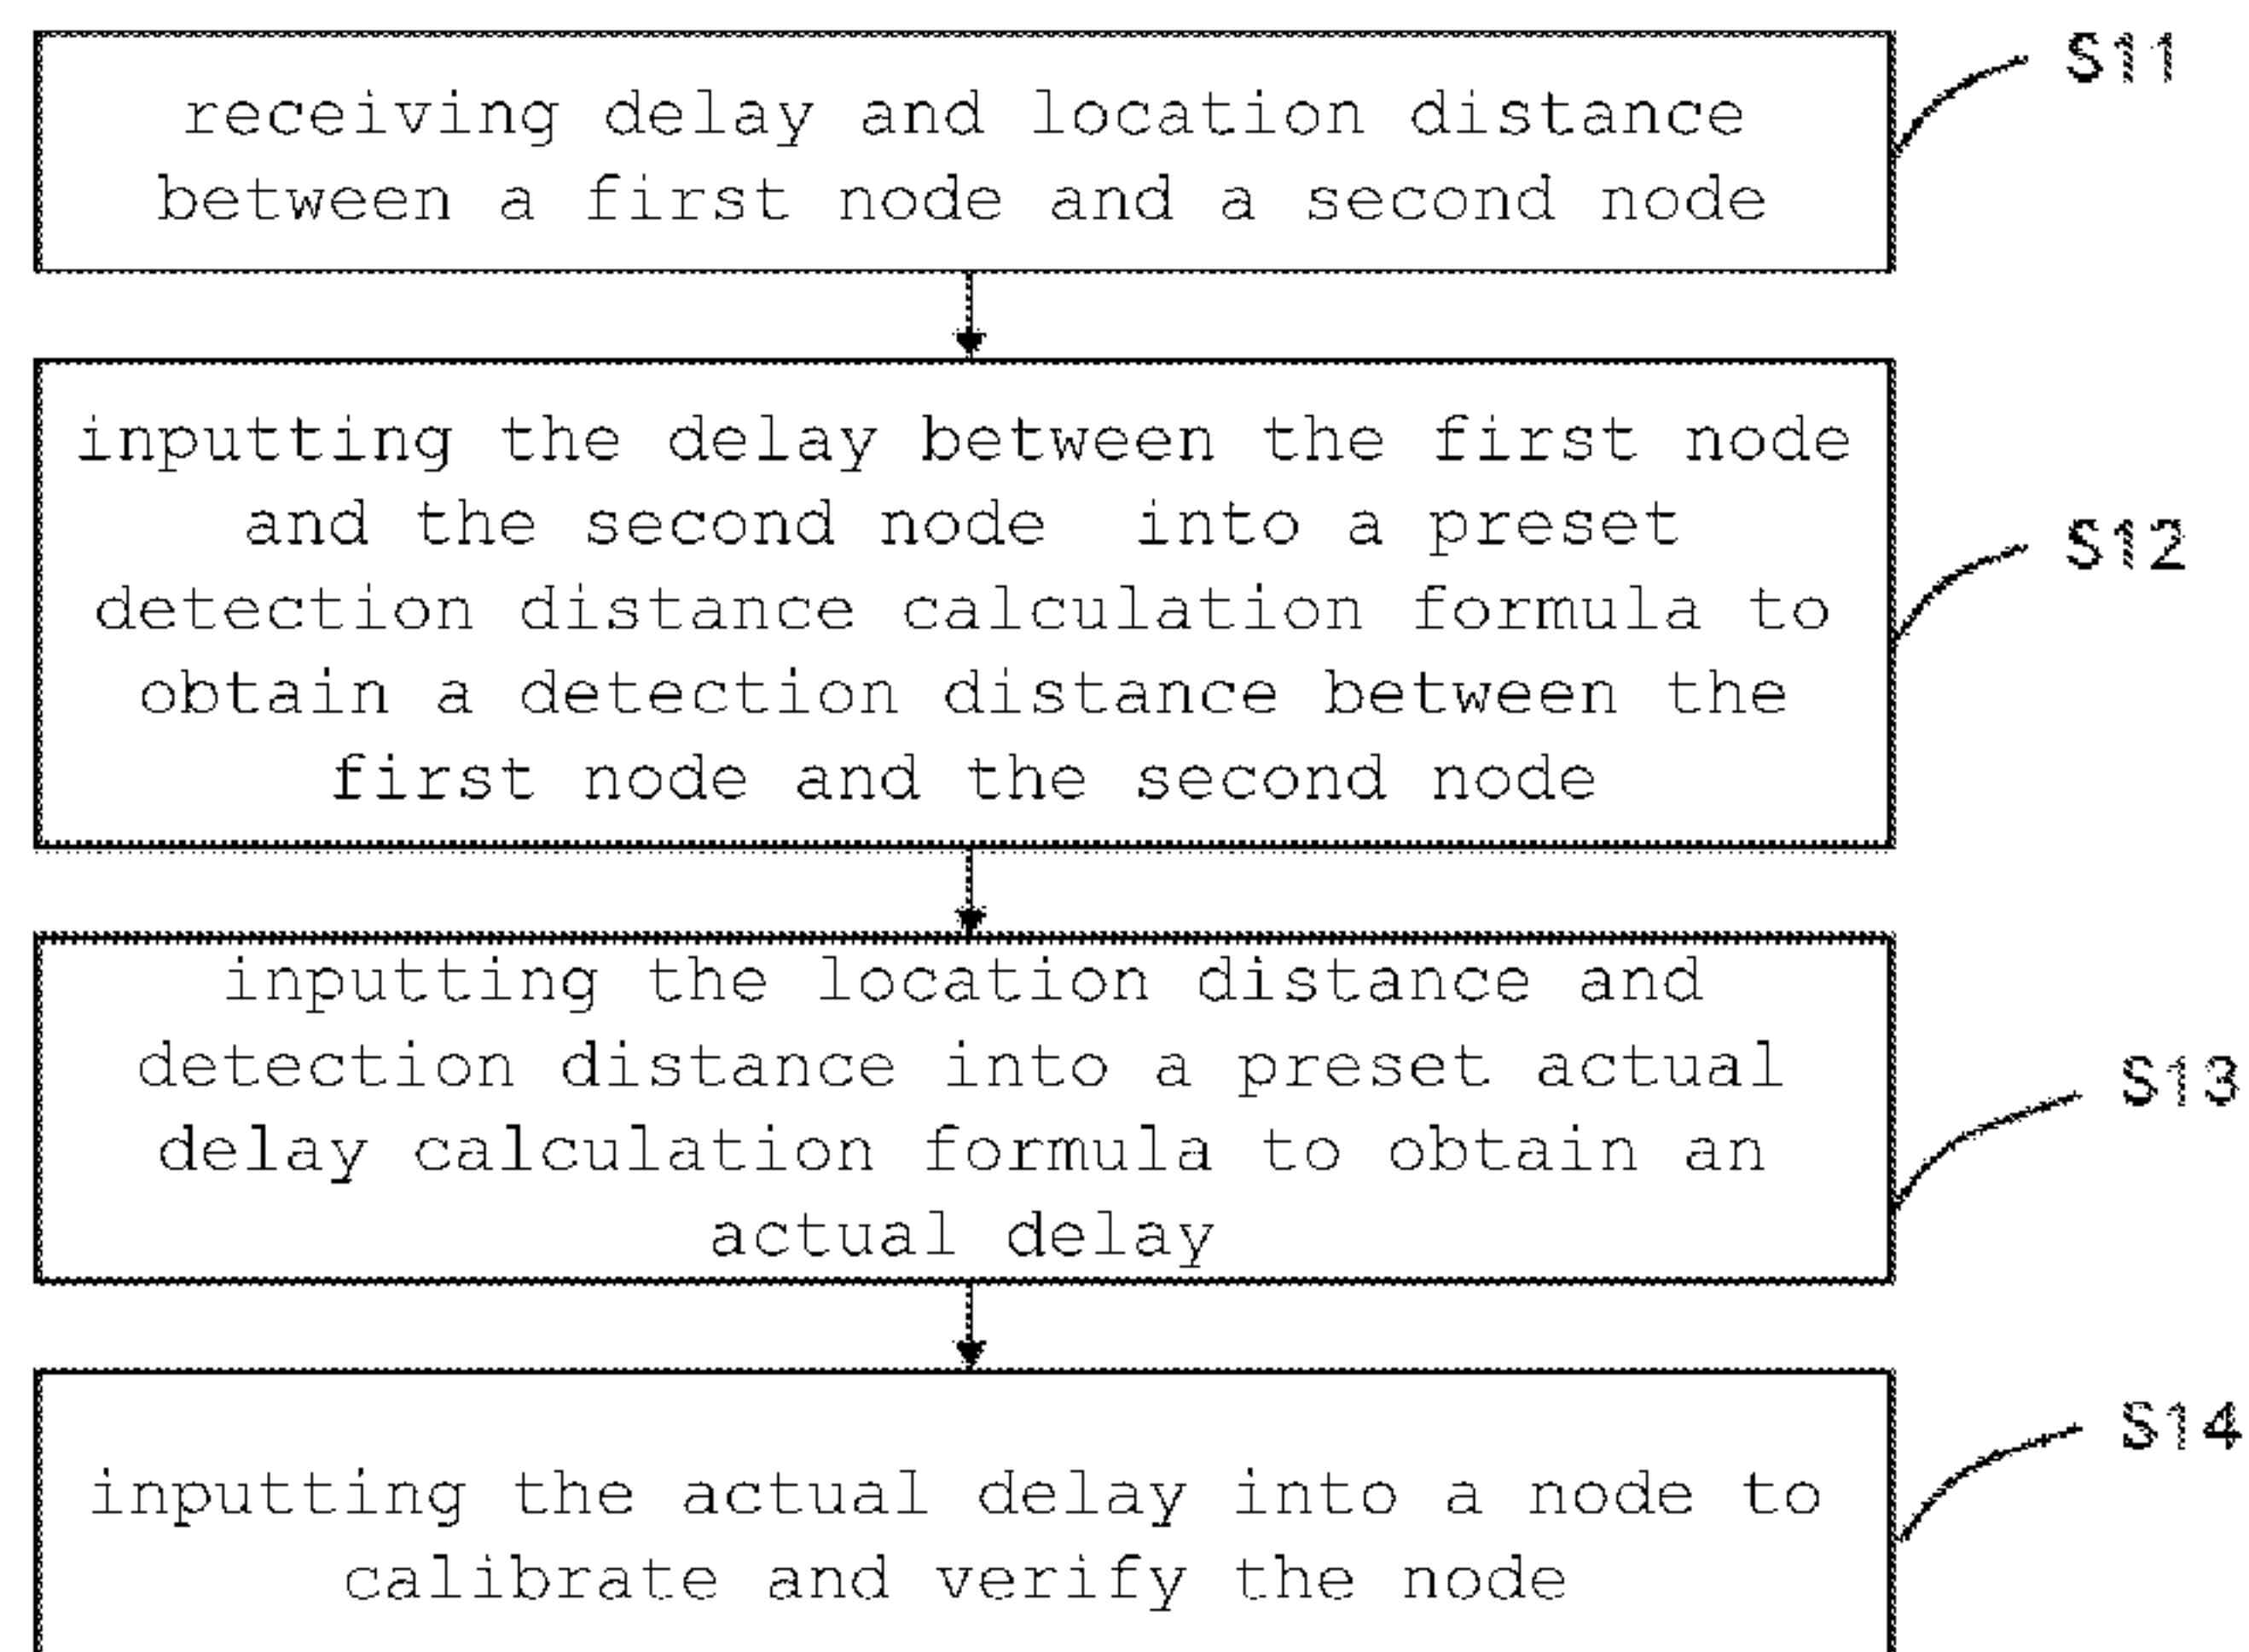 receiving delay and location distance
between a first node and a second node
S11
inputting the delay between the first node
and the second node into a preset
detection distance calculation formula to
obtain a detection distance between the
first node and the second node
S12
inputting the location distance and
detection distance into a preset actual
delay calculation formula to obtain an
actual delay
S13
inputting the actual delay into a node to
calibrate and verify the node
S14